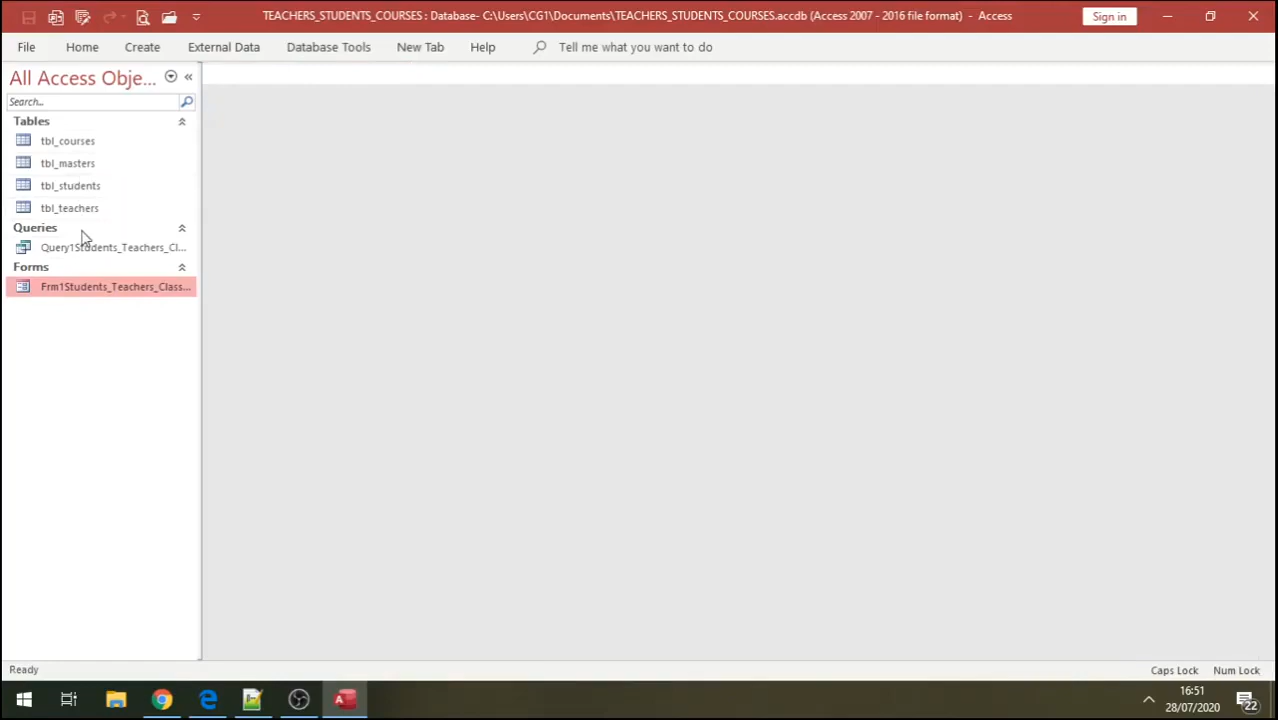 TEACHERS_STUDENTS_COURSES : Database- C:\Users\CG1\Documents\TEACHERS_STUDENTS_COURSES.accdb (Access 2007 - 2016 file format) - Access
Sign in
File Home Create External Data Database Tools New Tab Help Tell me what you want to do
All Access Obje...
Search...
Tables
tbl_courses
tbl_masters
tbl_students
tbl_teachers
Queries
Query1Students_Teachers_Cl...
Forms
Frm1Students_Teachers_Class...
Ready
Caps Lock Num Lock
16:51
28/07/2020
22